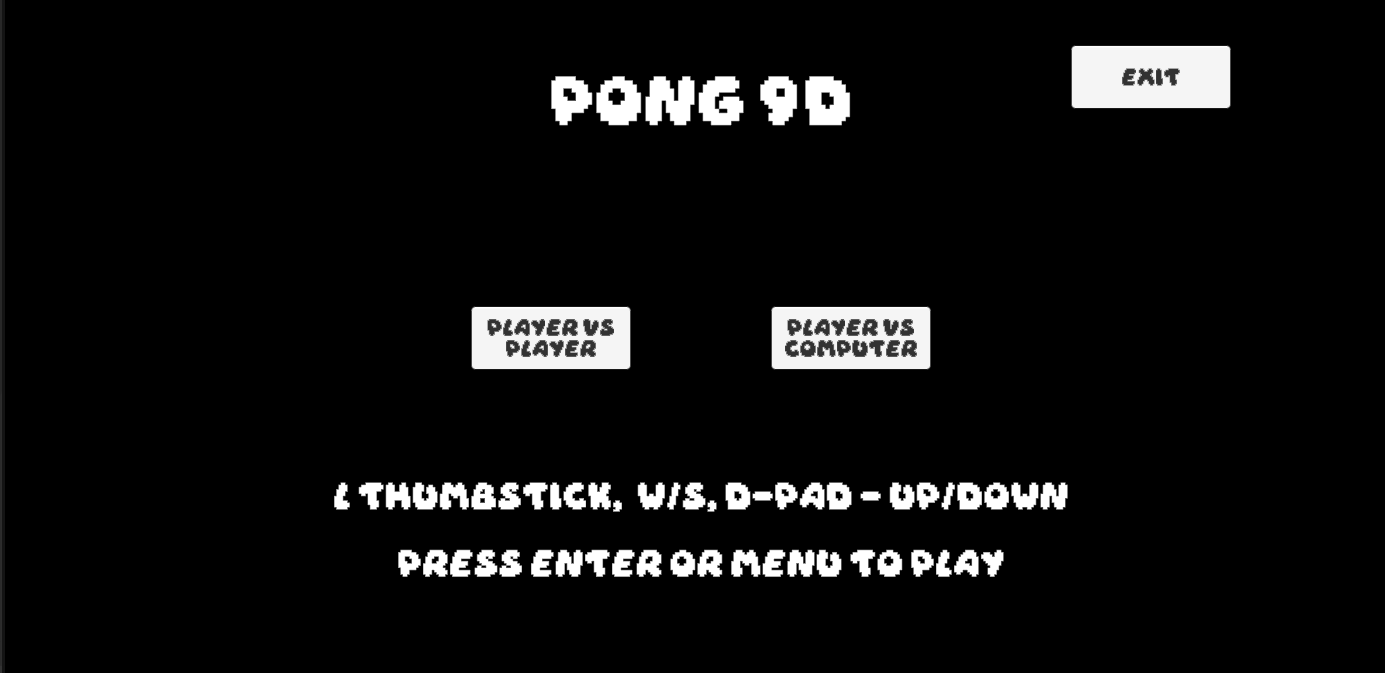 PONG 9D
EXIT
PLAYER VS
PLAYER
PLAYER VS
COMPUTER
L THUMBSTICK, W/S, D-PAD - UP/DOWN
PRESS ENTER OR MENU TO PLAY